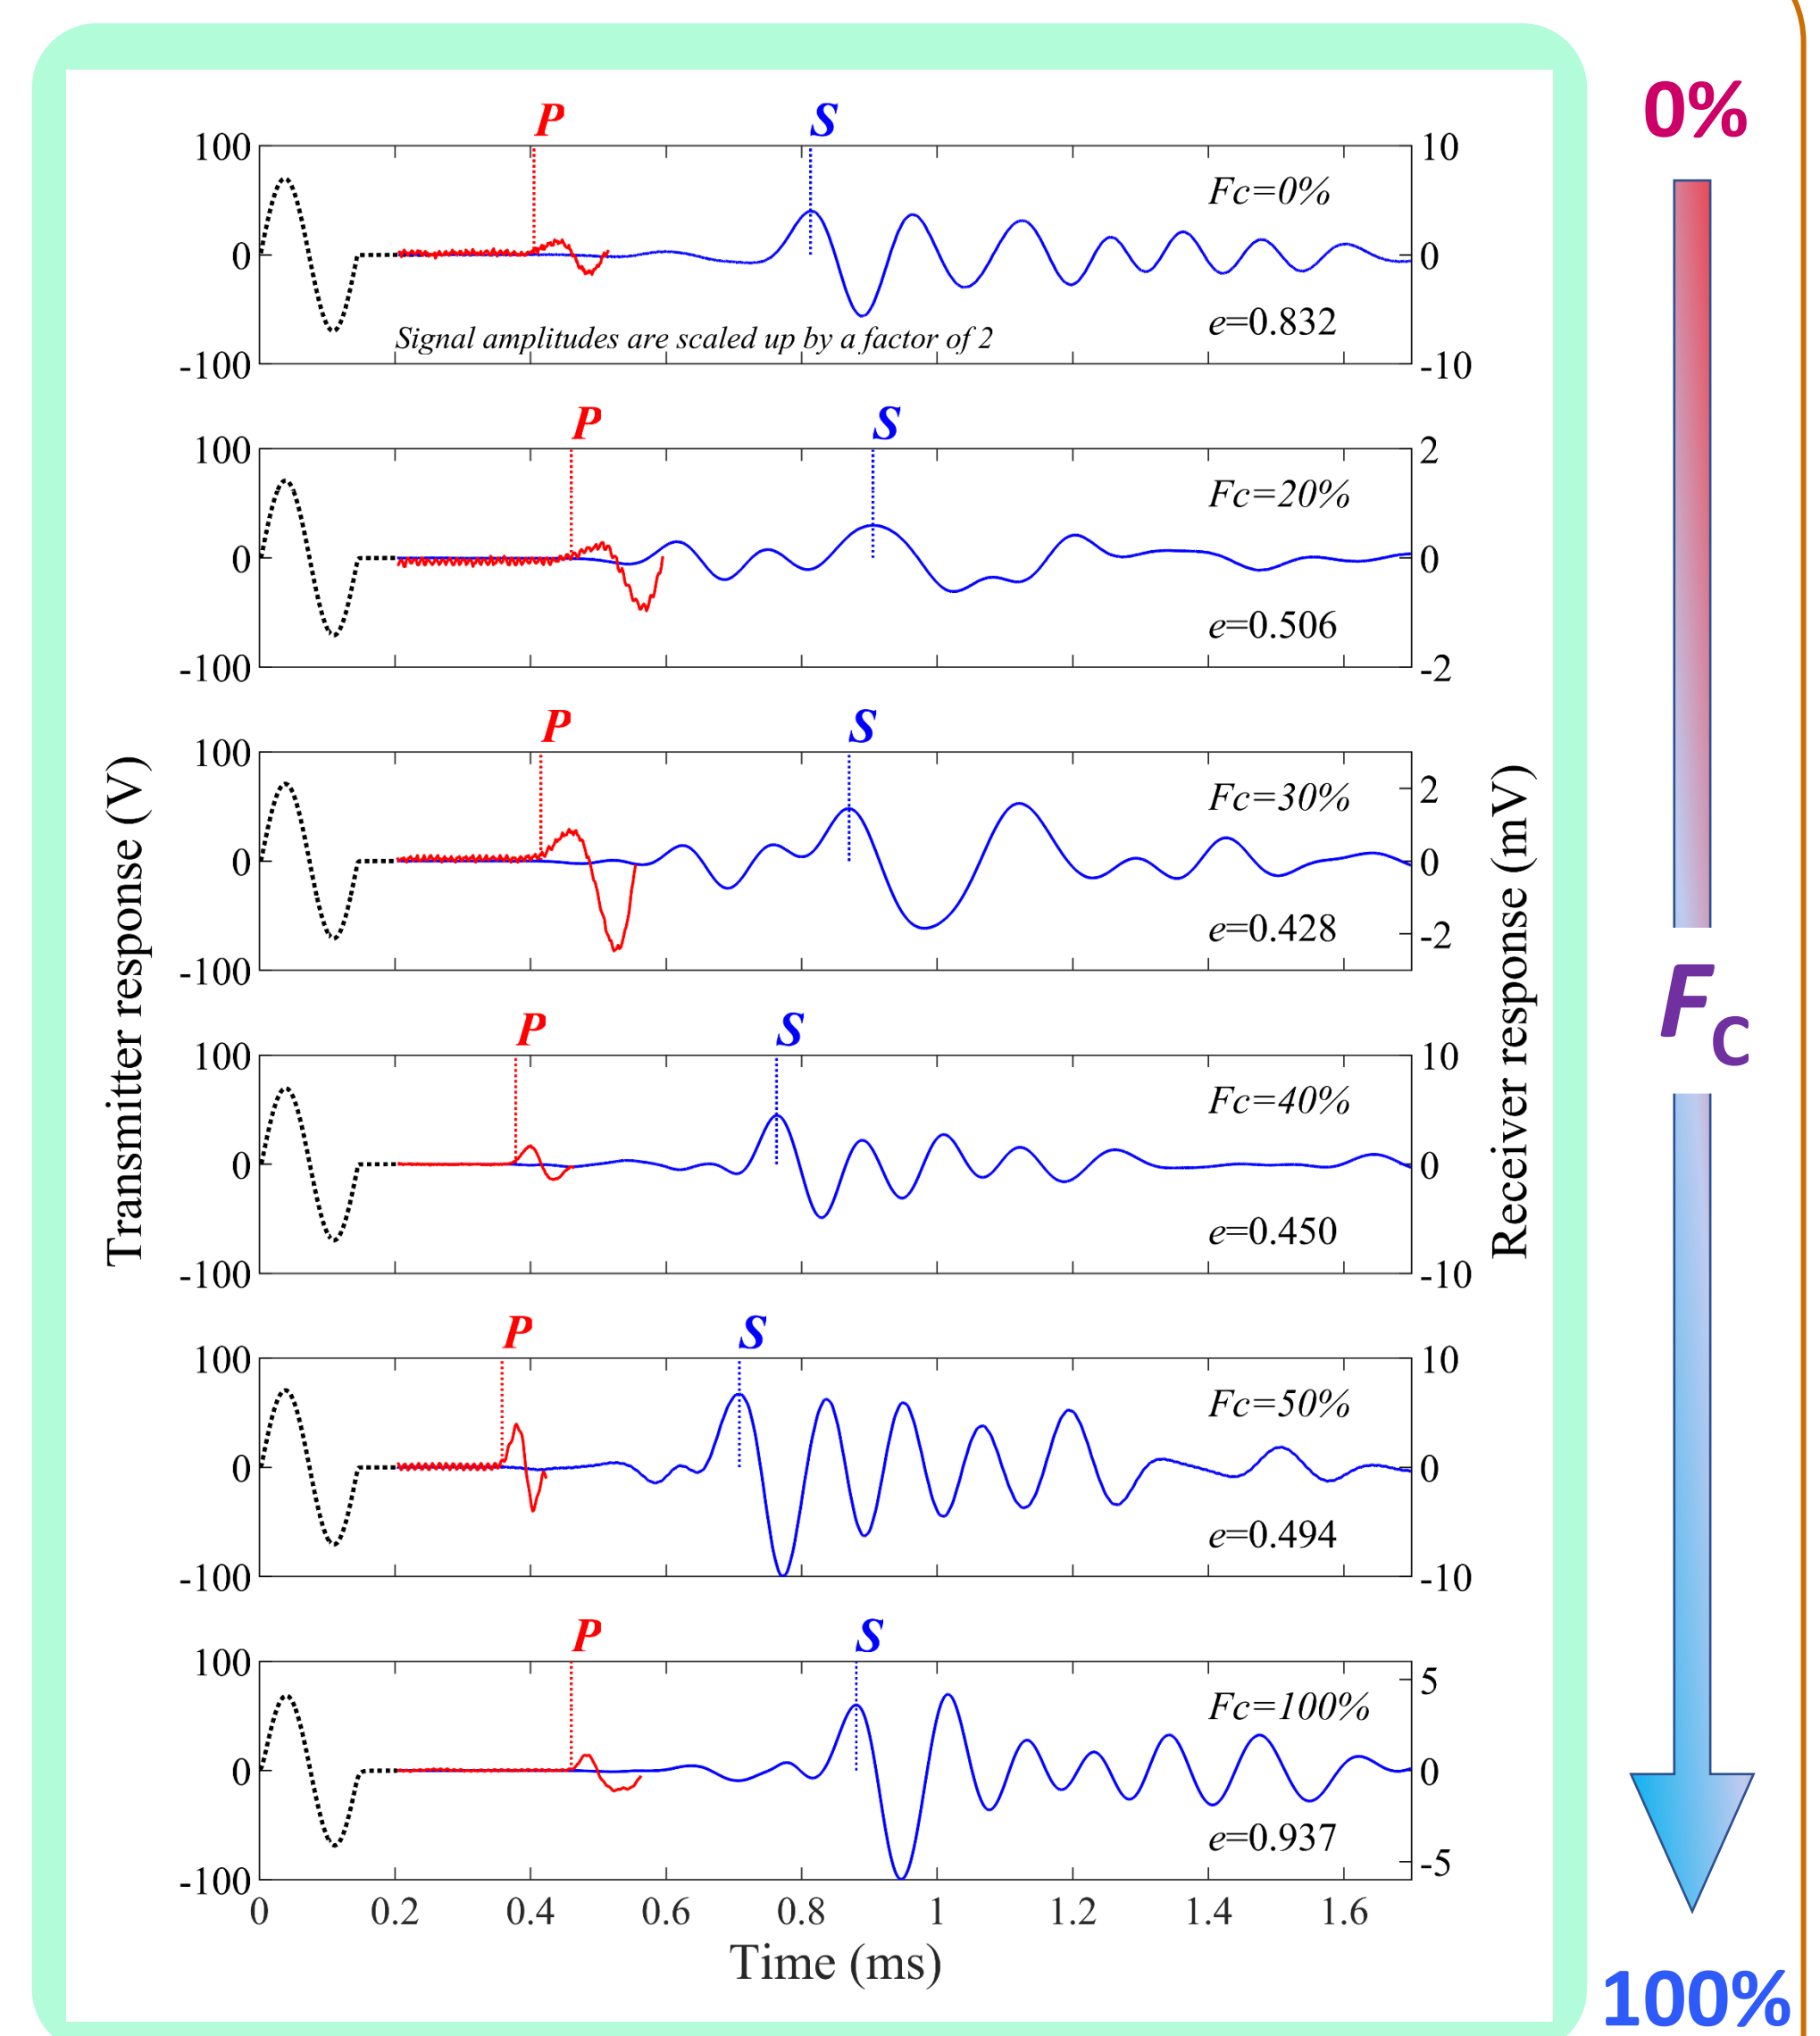 0%
P S
100 10
Fc=0%
0 0
e=0.832
Signal amplitudes are scaled up by a factor of 2
-100 -10
P S
100 2
Fc=20%
0 0
e=0.506
-100 -2
P S
100
Fc=30%
2
0 0
e=0.428
-2
-100
Transmitter response (V)
Receiver response (mV)
F C
P S
100 10
Fc=40%
0 0
e=0.450
-100 -10
P S
100 10
Fc=50%
0 0
e=0.494
-100 -10
P S
100
5
Fc=100%
0 0
e=0.937
-5
-100
0 0.2 0.4 0.6 0.8 1 1.2 1.4 1.6
Time (ms)
100%